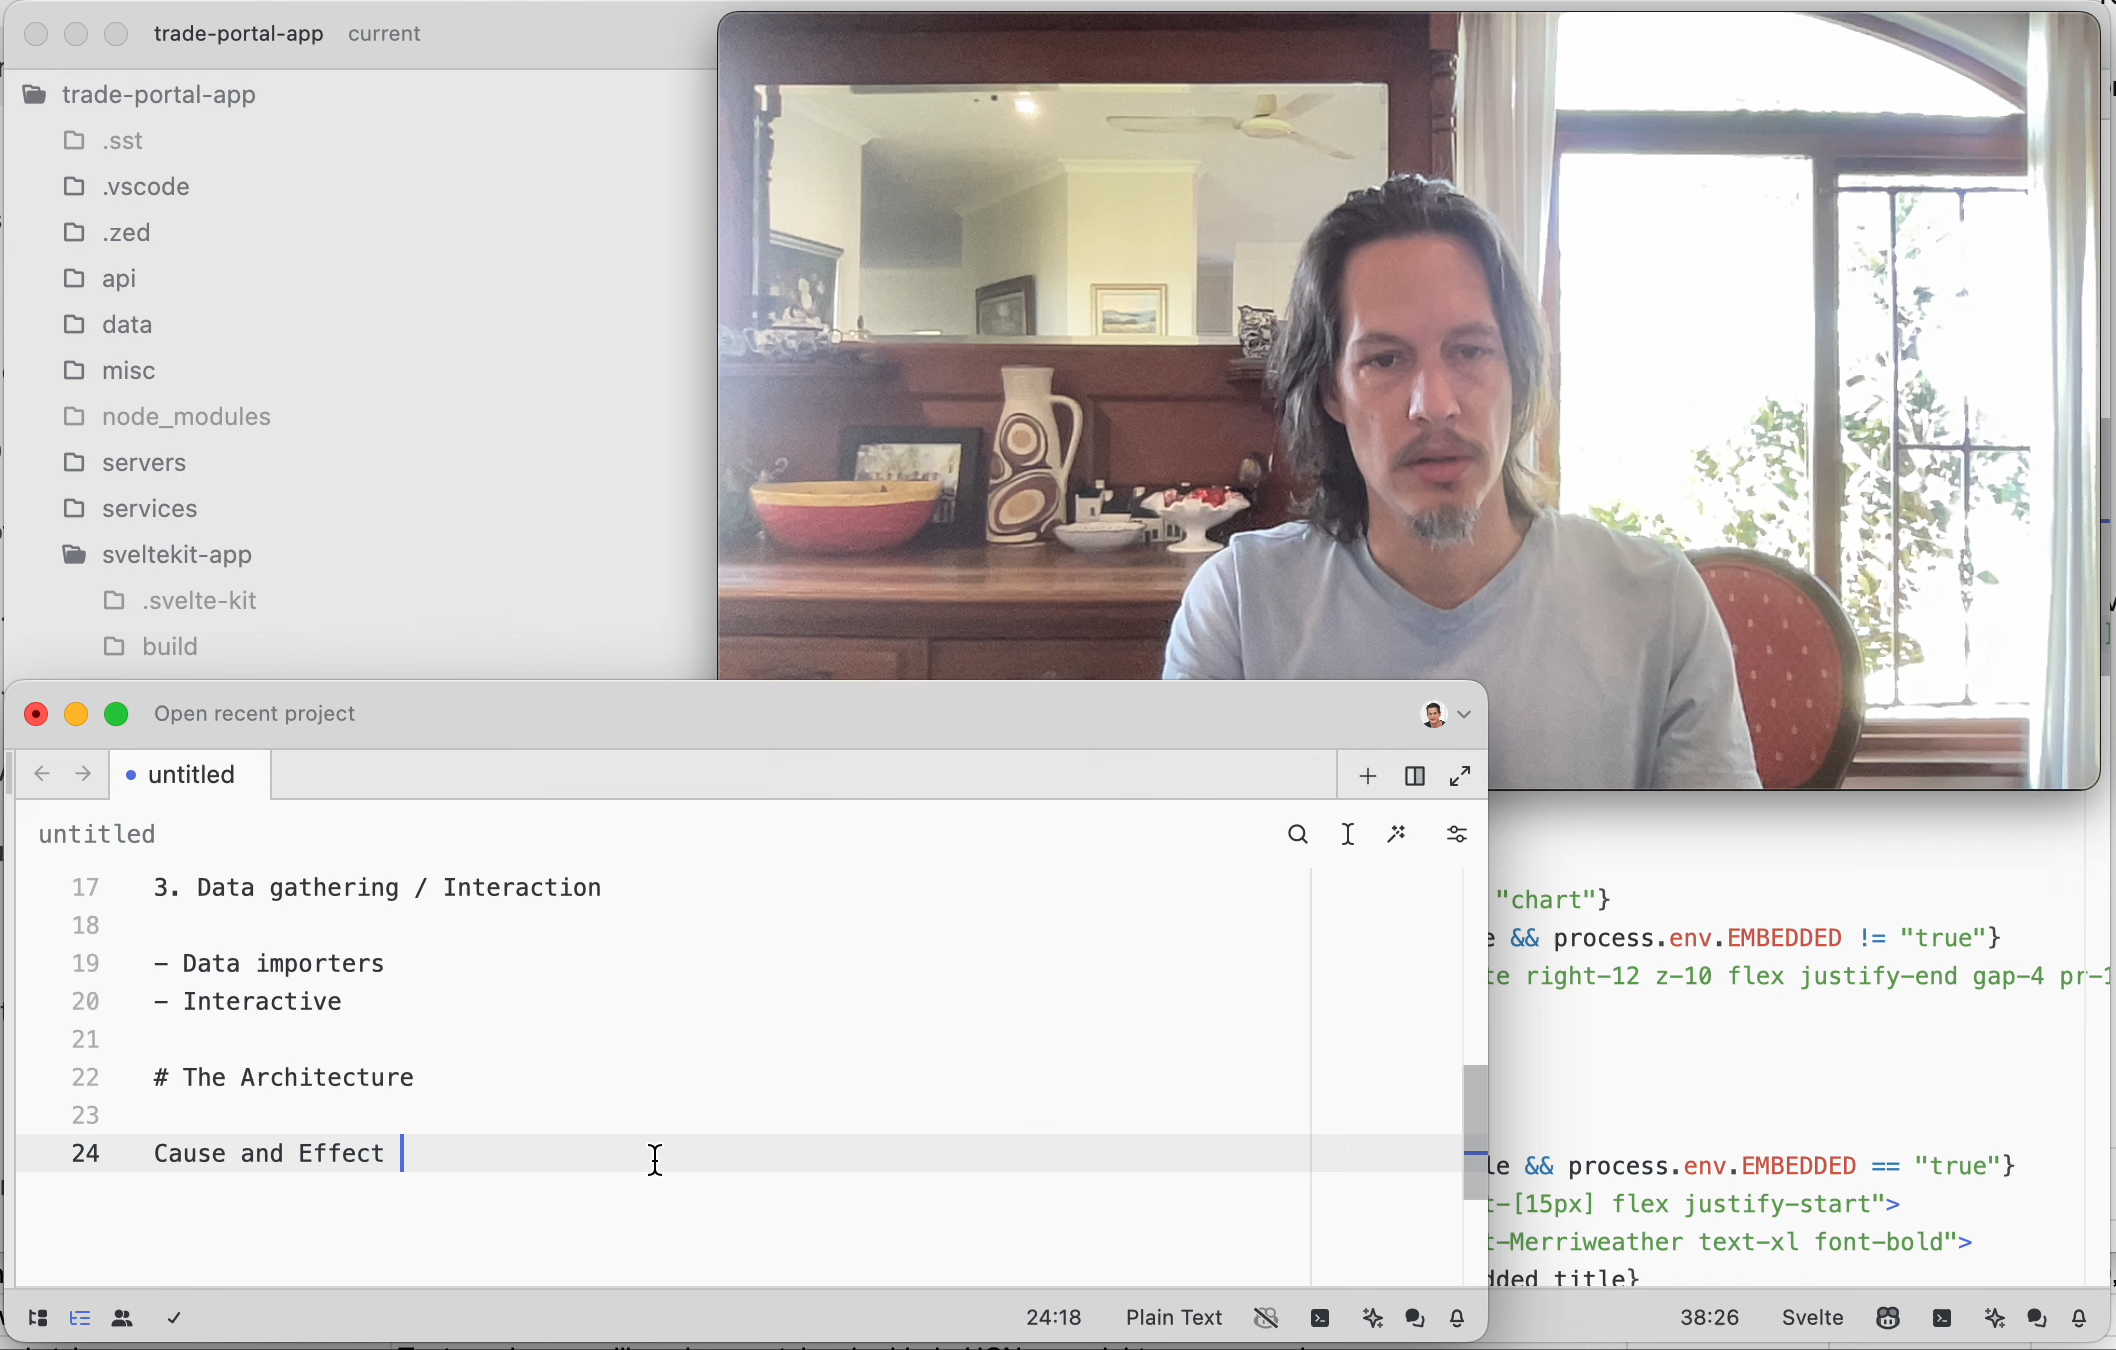 trade-portal-app current
trade-portal-app
.sst
.vscode
.zed
api
data
misc
node_modules
servers
services
sveltekit-app
.svelte-kit
build
Open recent project
untitled
untitled
17 3. Data gathering / Interaction
18
19 - Data importers
20 - Interactive
21
22 # The Architecture
23
24 Cause and Effect
24:18 Plain Text
"chart"}
&& process.env.EMBEDDED != "true"}
right-12 z-10 flex justify-end gap-4
&& process.env.EMBEDDED == "true"}
-[15px] flex justify-start">
-Merriweather text-xl font-bold">
title}
38:26 Svelte